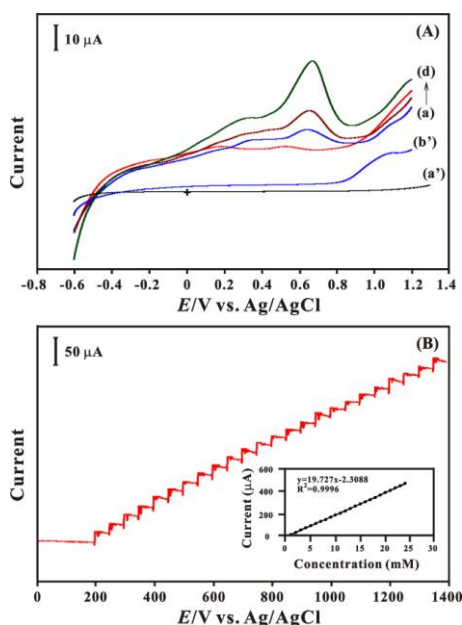 10 μA
(A)
(d)
(a)
(b')
(a')
Current
-0.8 -0.6 -0.4 -0.2 0 0.2 0.4 0.6 0.8 1.0 1.2 1.4
E/V vs. Ag/AgCl
50 μA
(B)
Current
y=19.727x-2.3088
R²=0.9996
Current (μA)
600
400
200
0
0 5 10 15 20 25 30
Concentration (mM)
0 200 400 600 800 1000 1200 1400
E/V vs. Ag/AgCl